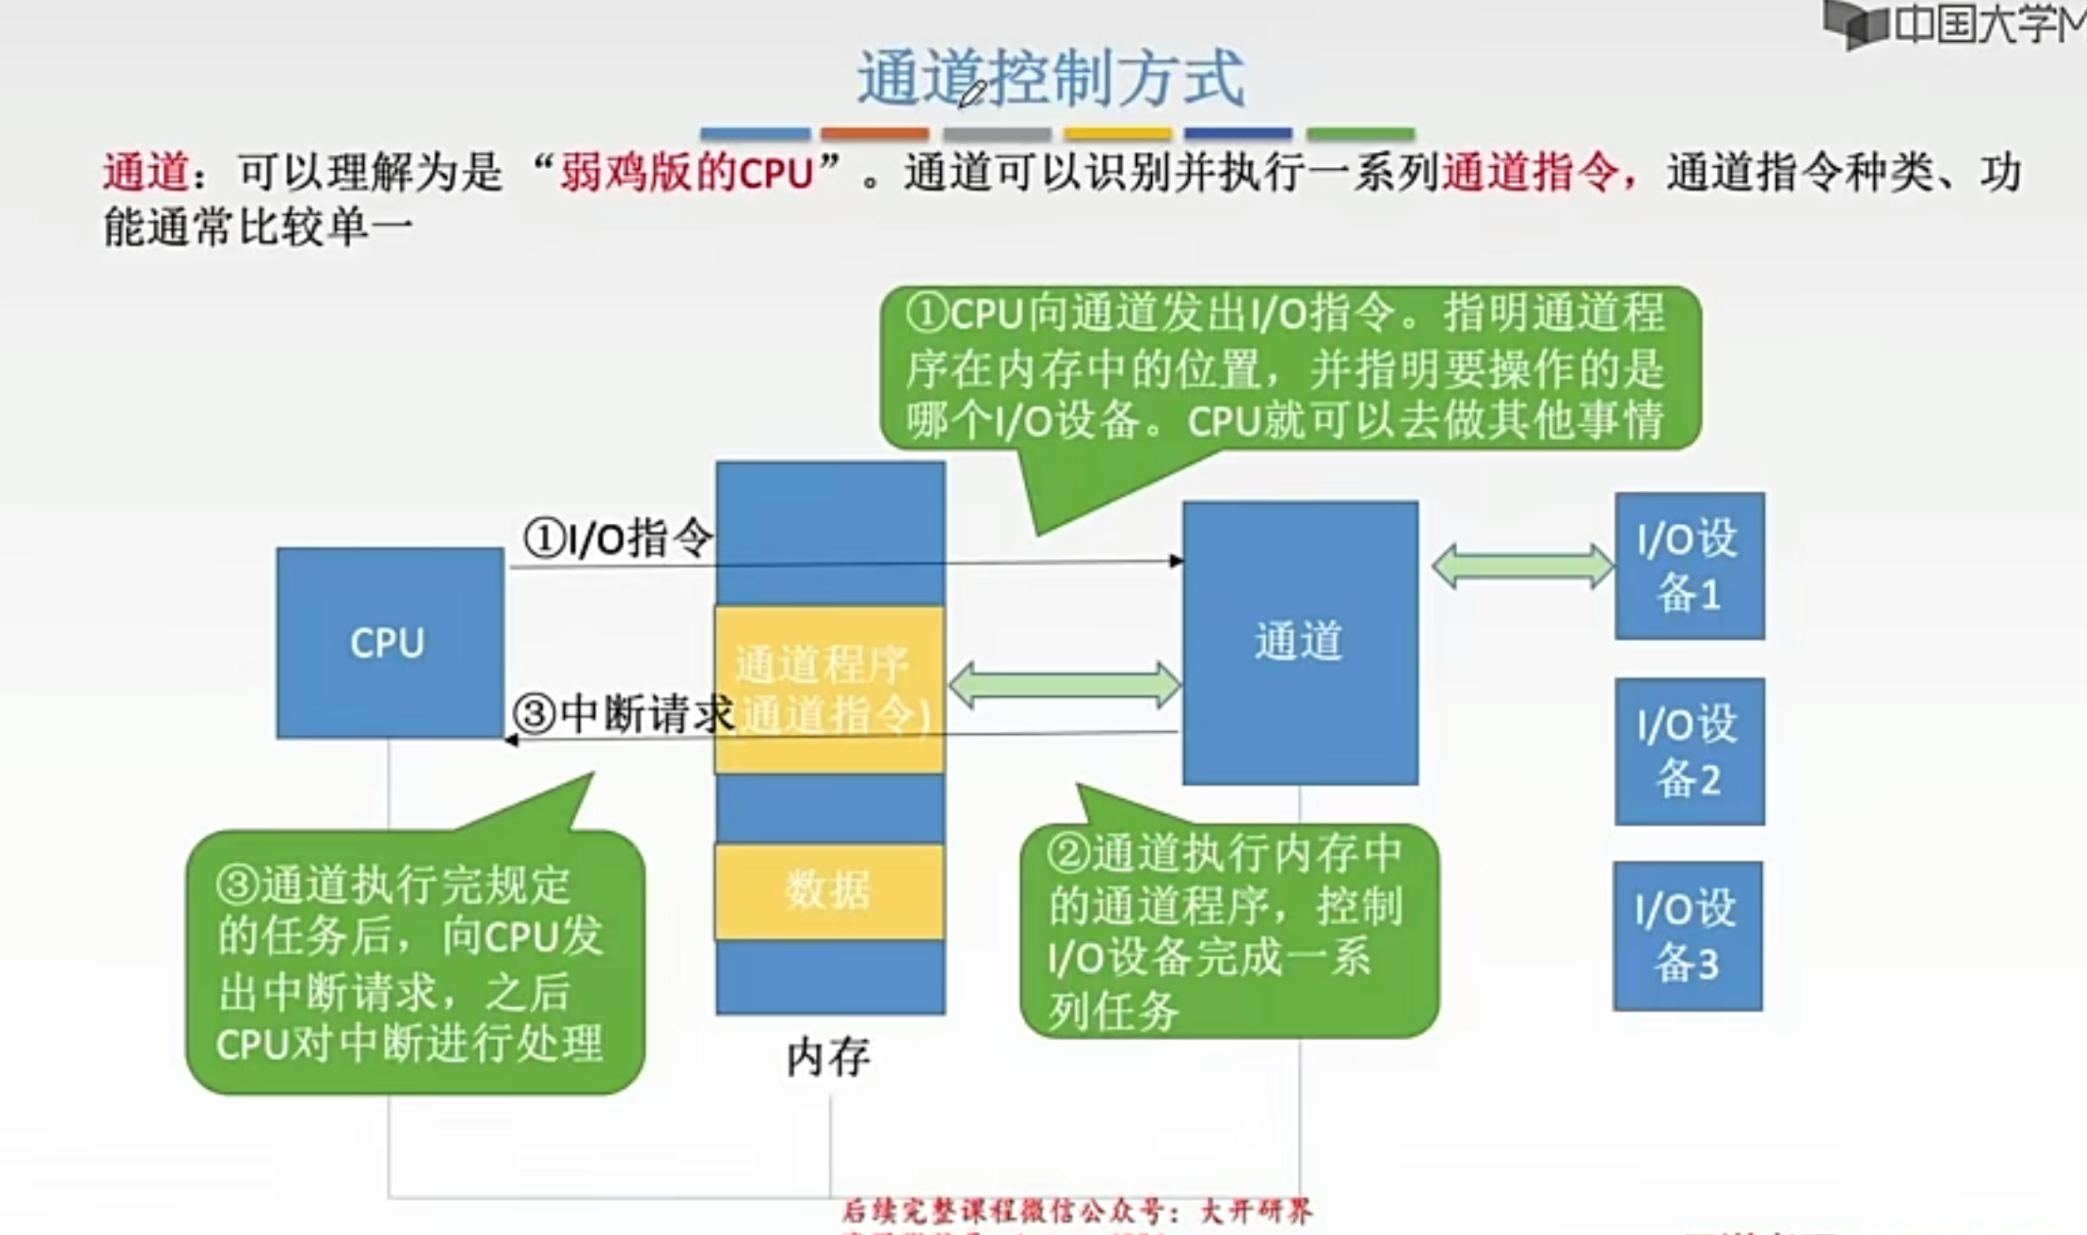 中国大学M
通道控制方式
通道：可以理解为是“弱鸡版的CPU”。通道可以识别并执行一系列通道指令，通道指令种类、功
能通常比较单一
①CPU向通道发出I/O指令。指明通道程
序在内存中的位置，并指明要操作的是
哪个I/O设备。CPU就可以去做其他事情
①I/O指令
CPU
通道程序
(通道指令)
③中断请求
通道
I/O设
备1
I/O设
备2
I/O设
备3
③通道执行完规定
的任务后，向CPU发
出中断请求，之后
CPU对中断进行处理
数据
②通道执行内存中
的通道程序，控制
I/O设备完成一系
列任务
内存
后续完整课程微信公众号：大开研界